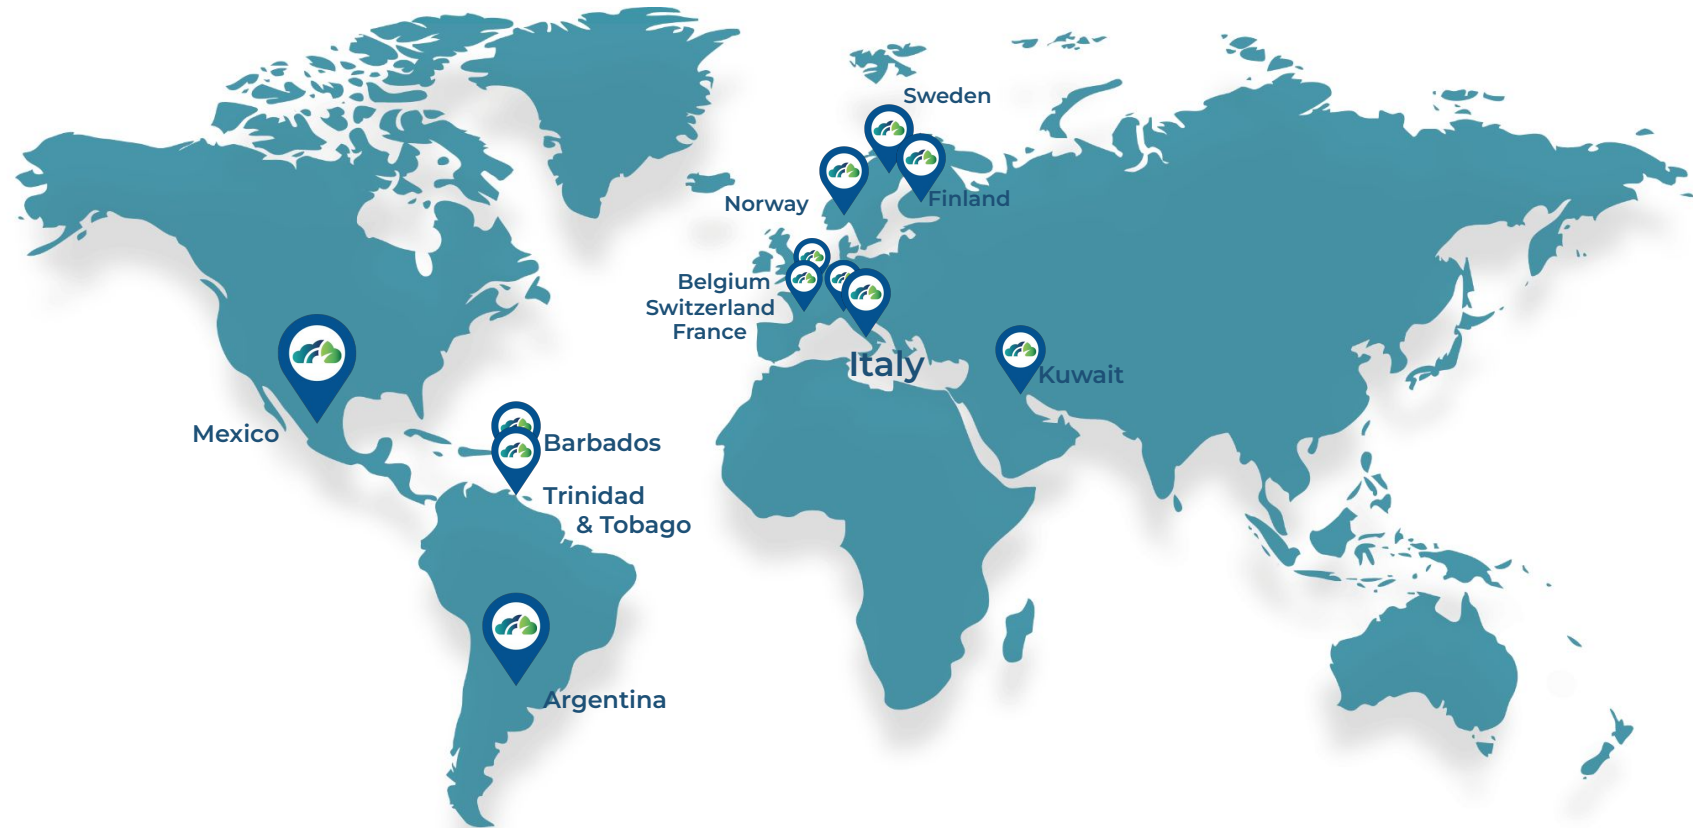 Sweden
Finland
Norway
Belgium
Switzerland
France
Italy
Kuwait
Mexico
Barbados
Trinidad
& Tobago
Argentina